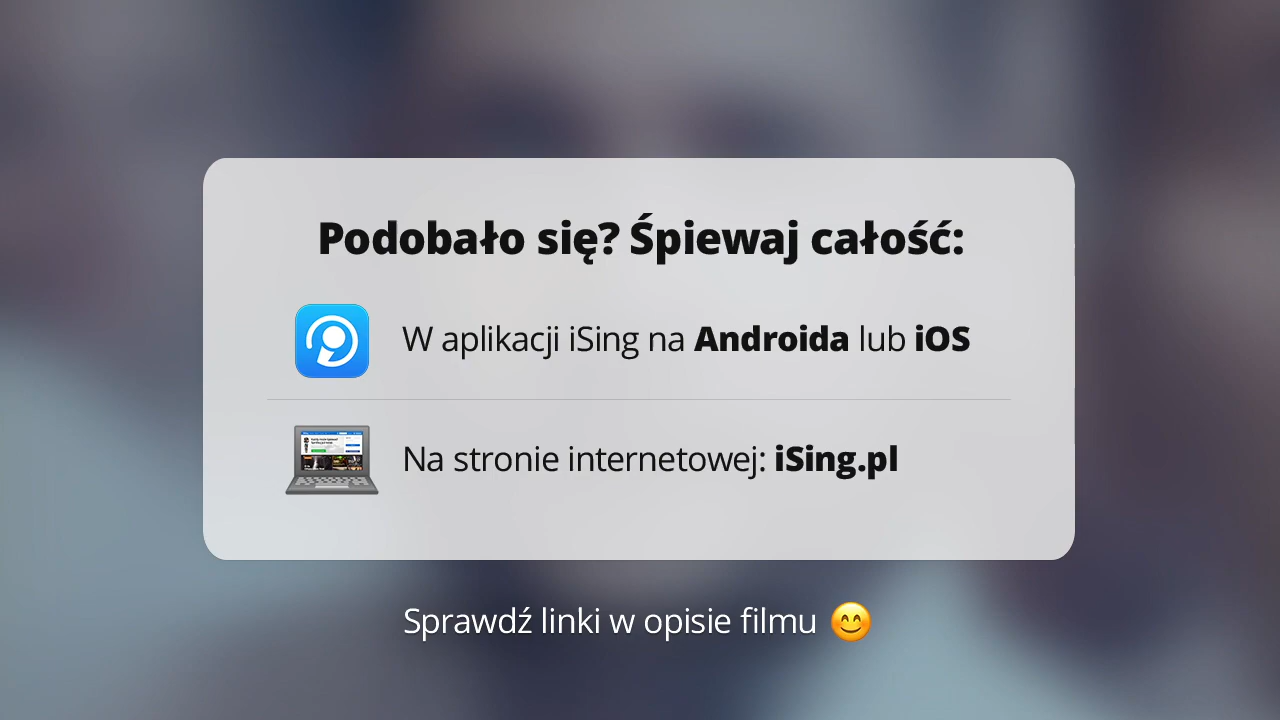 Podobało się? Śpiewaj całość:
W aplikacji iSing na Androida lub iOS
Na stronie internetowej: iSing.pl
Sprawdź linki w opisie filmu 😊